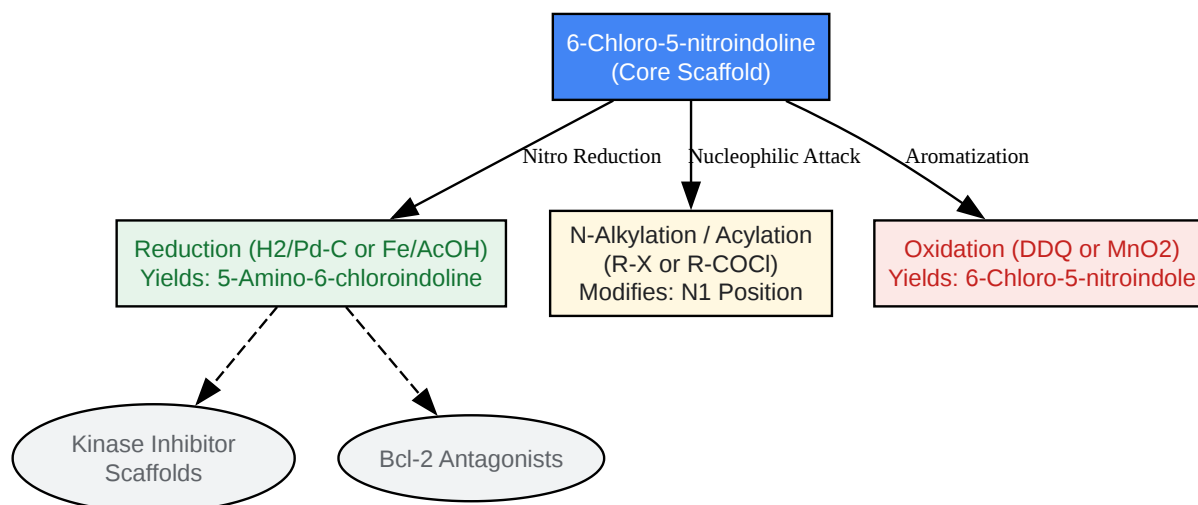 6-Chloro-5-nitroindoline
(Core Scaffold)
Nitro Reduction
Nucleophilic Attack
Aromatization
Reduction (H2/Pd-C or Fe/AcOH)
Yields: 5-Amino-6-chloroindoline
N-Alkylation / Acylation
(R-X or R-COCl)
Modifies: N1 Position
Oxidation (DDQ or MnO2)
Yields: 6-Chloro-5-nitroindole
Kinase Inhibitor
Scaffolds
Bcl-2 Antagonists